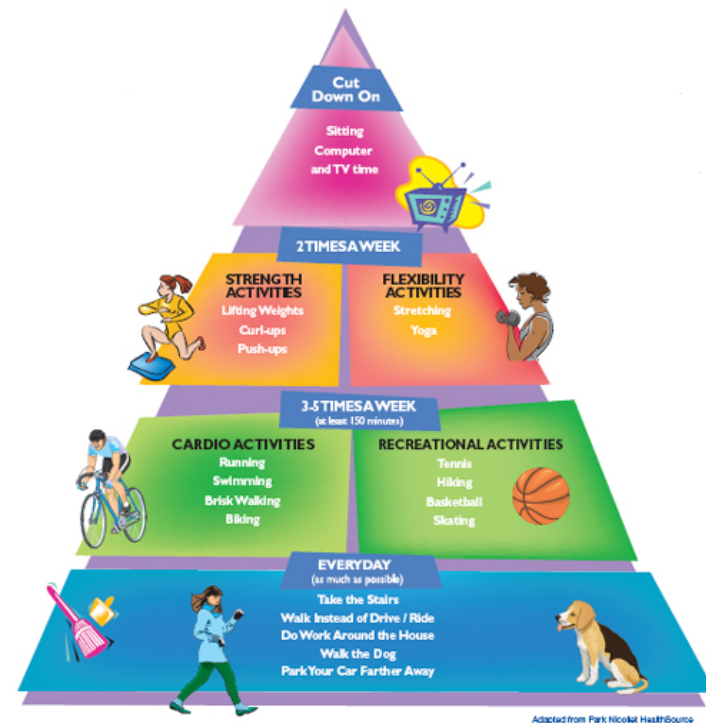 Cut
Down On
Sitting
Computer
and TV time
2 TIMES A WEEK
STRENGTH
ACTIVITIES
Lifting Weights
Curl-ups
Push-ups
FLEXIBILITY
ACTIVITIES
Stretching
Yoga
3-5 TIMES A WEEK
(at least 150 minutes)
CARDIO ACTIVITIES
Running
Swimming
Brisk Walking
Biking
RECREATIONAL ACTIVITIES
Tennis
Hiking
Basketball
Skating
EVERYDAY
(as much as possible)
Take the Stairs
Walk Instead of Drive / Ride
Do Work Around the House
Walk the Dog
Park Your Car Farther Away
Adapted from Park Nicollet HealthSource